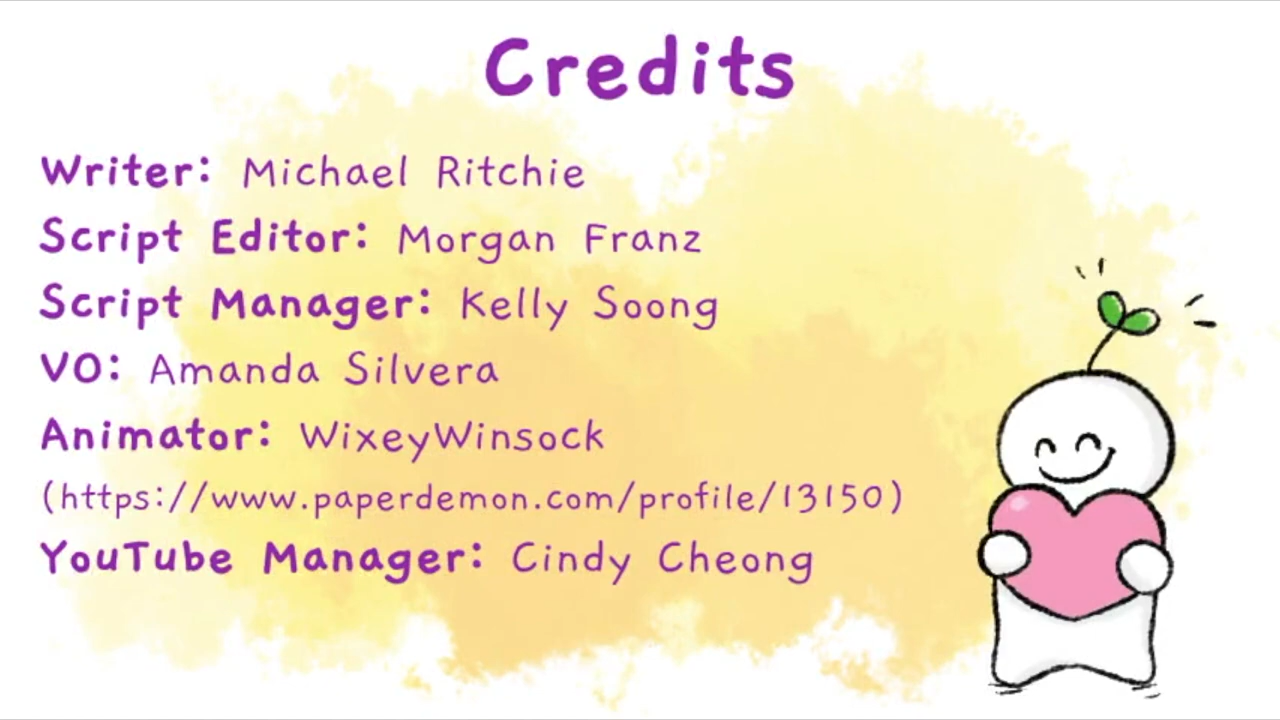 Credits
Writer: Michael Ritchie
Script Editor: Morgan Franz
Script Manager: Kelly Soong
VO: Amanda Silvera
Animator: WixeyWinsock
(https://www.paperdemon.com/profile/13150)
YouTube Manager: Cindy Cheong